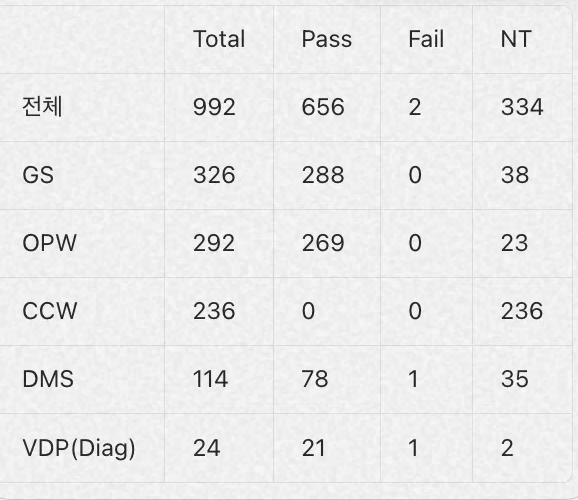 Total Pass Fail NT
전체 992 656 2 334
GS 326 288 0 38
OPW 292 269 0 23
CCW 236 0 0 236
DMS 114 78 1 35
VDP(Diag) 24 21 1 2